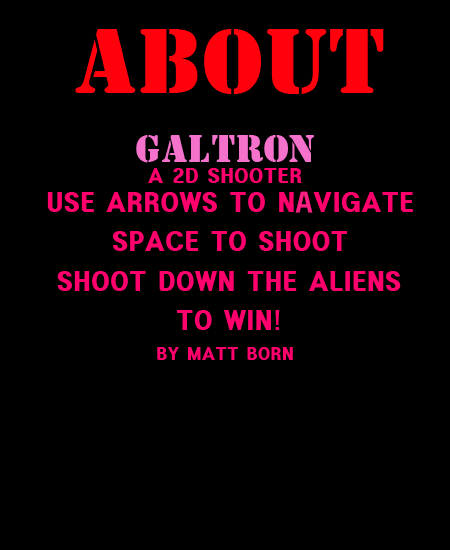 ABOUT
GALTRON
A 2D SHOOTER
USE ARROWS TO NAVIGATE
SPACE TO SHOOT
SHOOT DOWN THE ALIENS
TO WIN!
BY MATT BORN